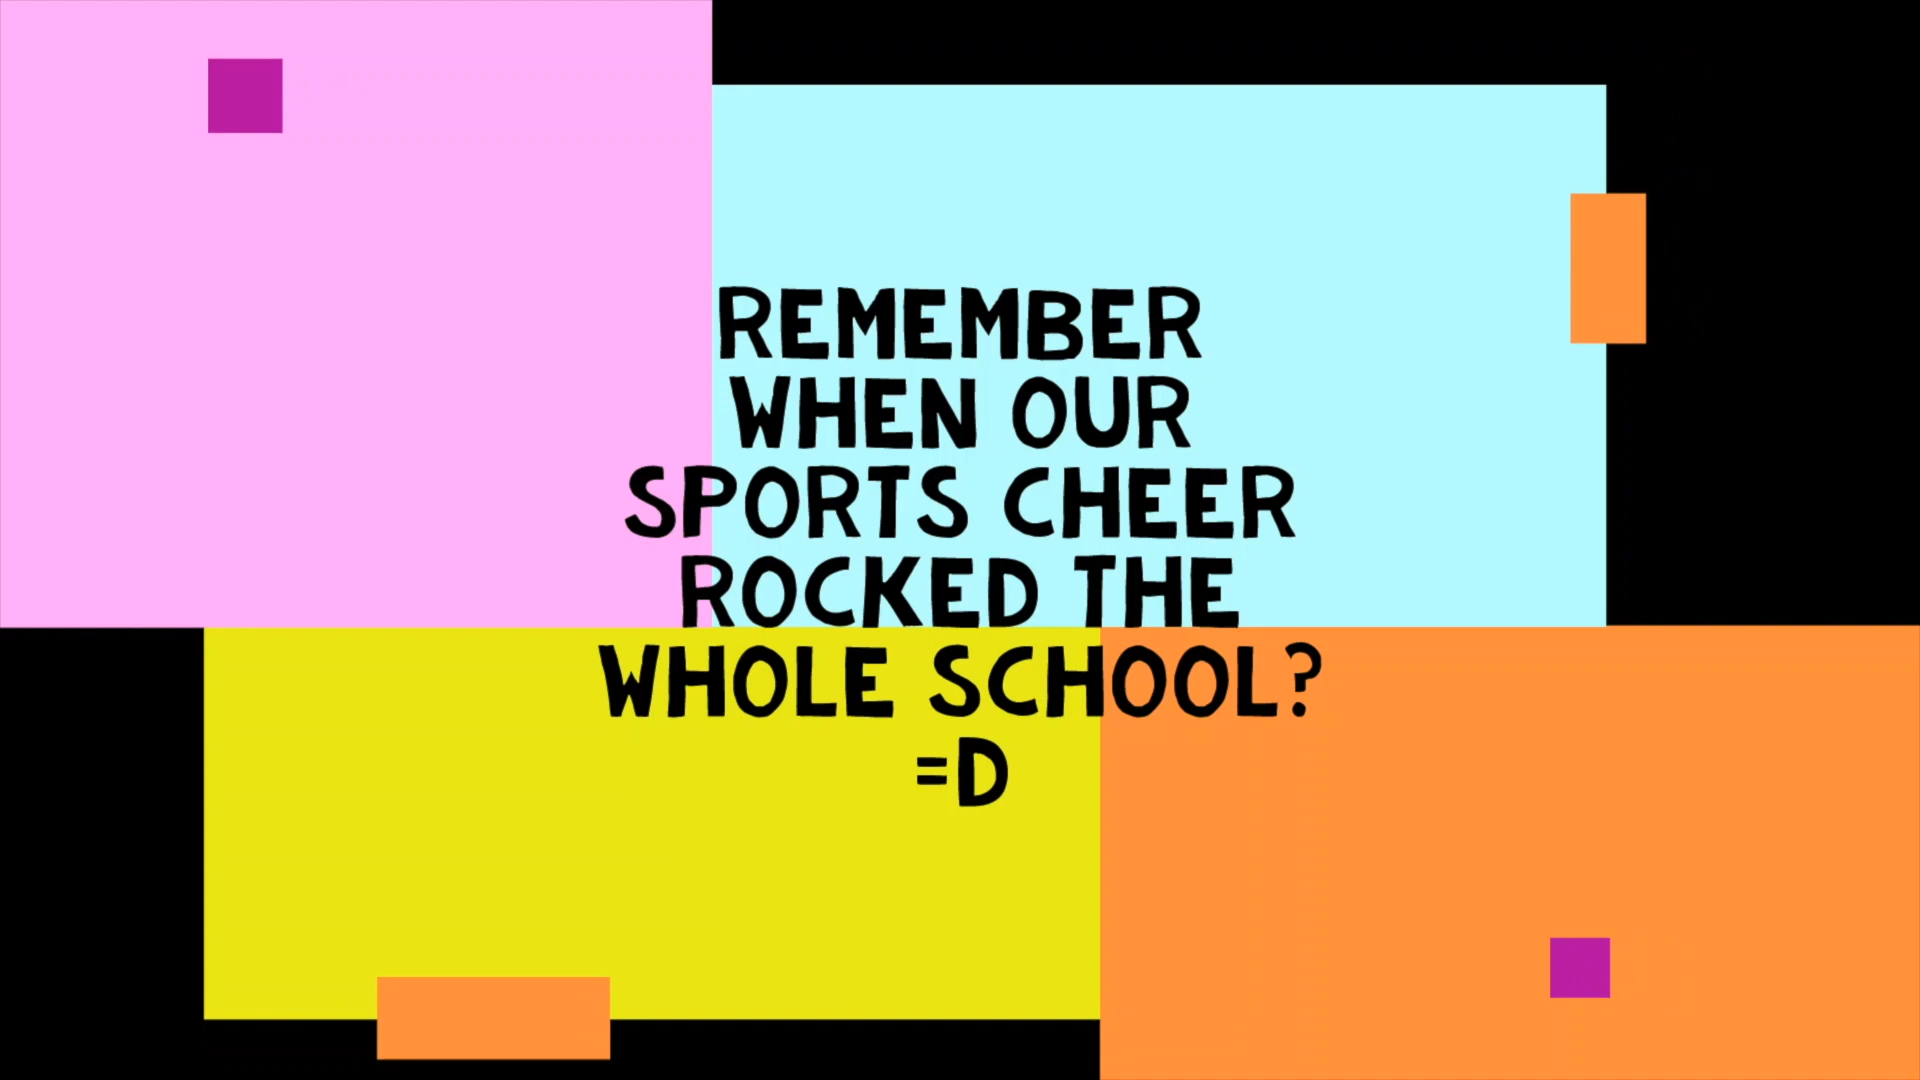 REMEMBER
WHEN OUR
SPORTS CHEER
ROCKED THE
WHOLE SCHOOL?
=D